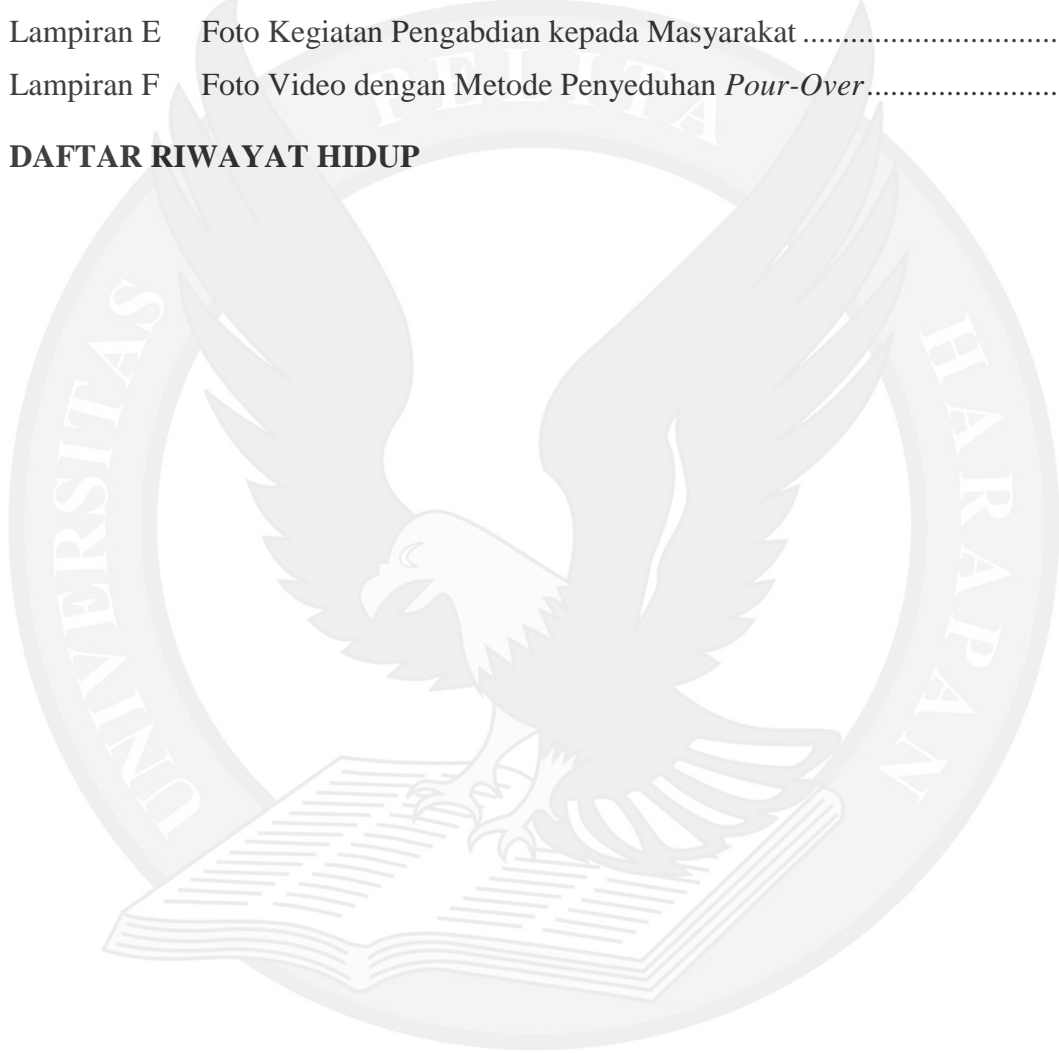 Lampiran E Foto Kegiatan Pengabdian kepada Masyarakat ................................
Lampiran F Foto Video dengan Metode Penyeduhan Pour-Over........................
DAFTAR RIWAYAT HIDUP
UNIVERSITAS PELITA HARAPAN